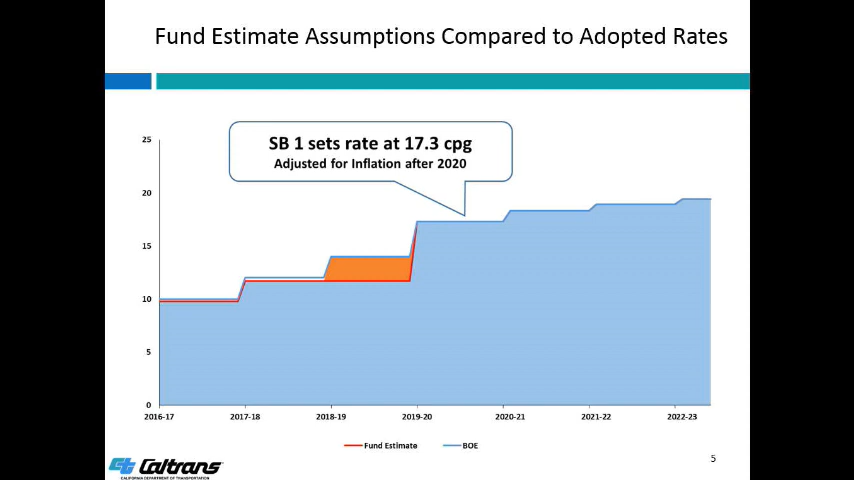 Fund Estimate Assumptions Compared to Adopted Rates
SB 1 sets rate at 17.3 cpg
Adjusted for Inflation after 2020
25
20
15
10
5
0
2016-17 2017-18 2018-19 2019-20 2020-21 2021-22 2022-23
Fund Estimate BOE
Caltrans
CALIFORNIA DEPARTMENT OF TRANSPORTATION
5